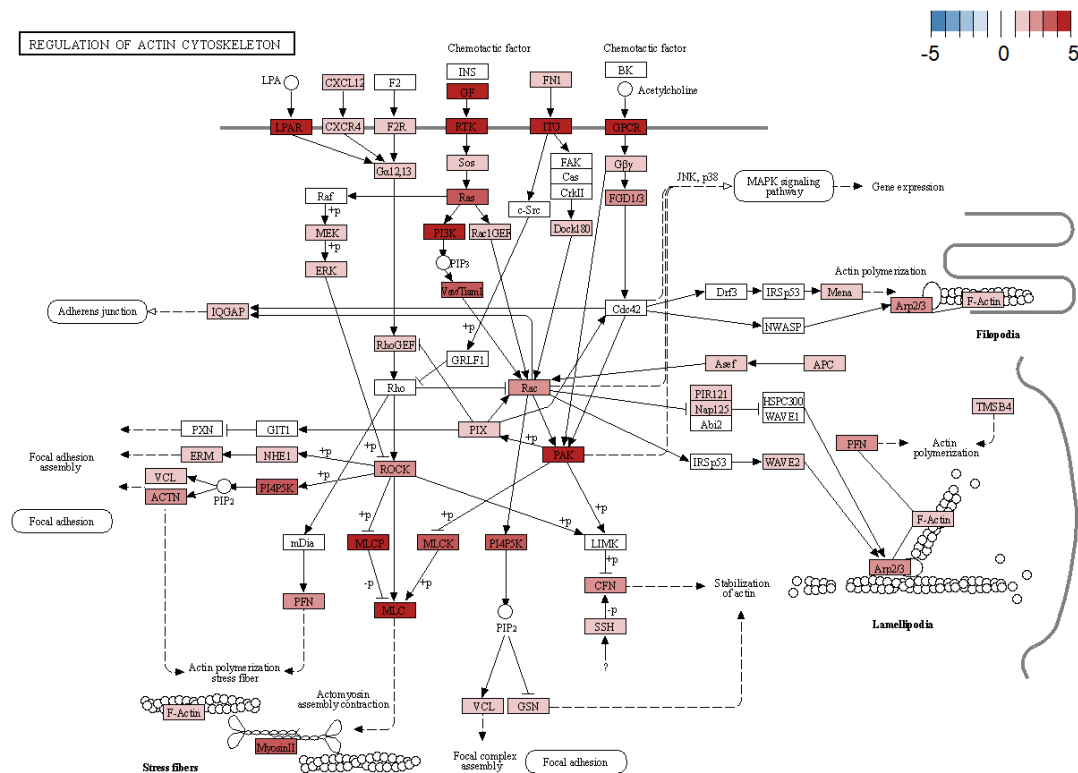 REGULATION OF ACTIN CYTOSKELETON
-5 0 5
Chemotactic factor
Chemotactic factor
LPA
CXCL12
F2
INS
GF
FN1
BK
Acetylcholine
LPAR
CXCR4
F2R
RTK
ITG
GPCR
Gα12,13
Sos
FAK
Cas
CrkII
Gβγ
JNK, p38
MAPK signaling
pathway
Gene expression
Raf
Ras
c-Src
FGD1/3
+p
MEK
PI3K
Rac1GEF
Dock180
+p
ERK
PIP3
Vav/Tiam1
Actin polymerization
Drf3
IRSp53
Mena
Arp2/3
F-Actin
Adherens junction
IQGAP
Cdc42
NWASP
Filopodia
+p
RhoGEF
GRLF1
Asef
APC
Rho
Rac
PIR121
Nap125
Abi2
HSPC300
WAVE1
TMSB4
PXN
GIT1
PIX
PFN
Actin
polymerization
+p
+p
Focal adhesion
assembly
ERM
NHE1
+p
ROCK
PAK
IRSp53
WAVE2
VCL
ACTN
PIP2
PI4P5K
+p
Focal adhesion
+p
+p
+p
+p
F-Actin
mDia
MLCP
MLCK
PI4P5K
LIMK
+p
Arp2/3
-p
+p
CFN
Stabilization
of actin
PFN
MLC
-p
SSH
Lamellipodia
PIP2
?
Actin polymerization
stress fiber
Actomyosin
assembly contraction
F-Actin
VCL
GSN
MyosinII
Stress fibers
Focal complex
assembly
Focal adhesion